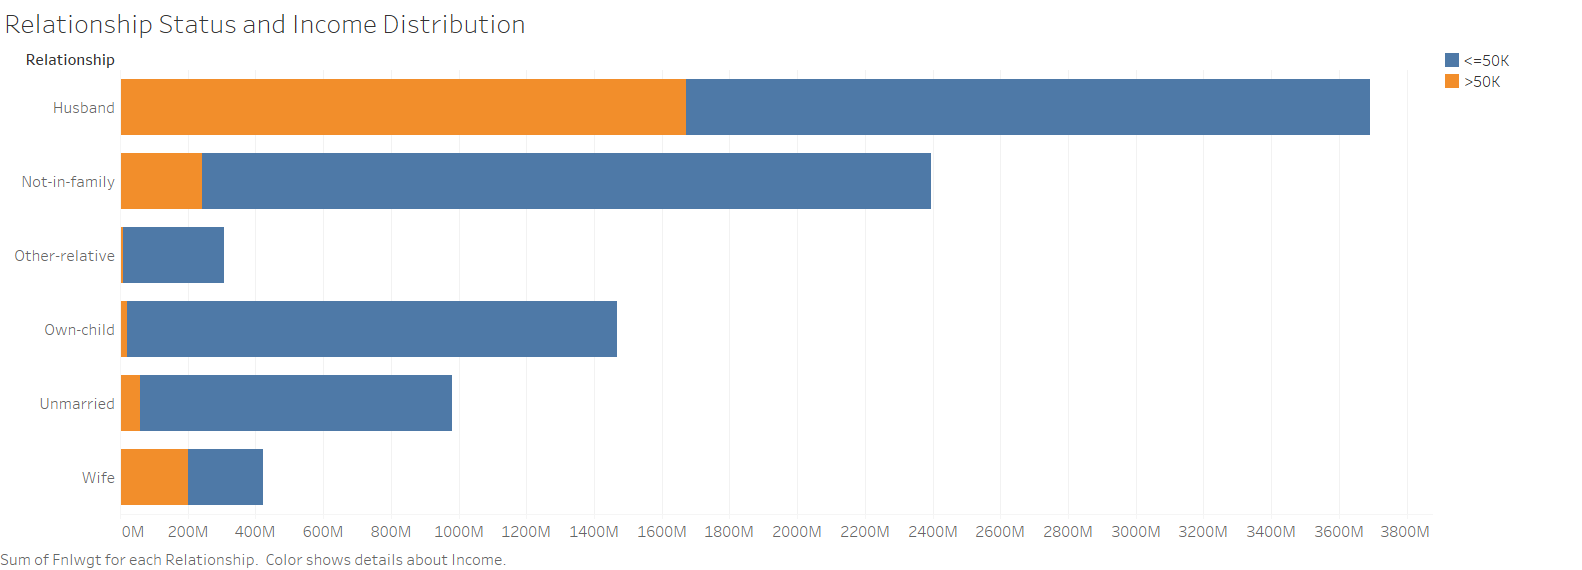 Relationship Status and Income Distribution
Relationship
<=50K
>50K
Husband
Not-in-family
Other-relative
Own-child
Unmarried
Wife
0M 200M 400M 600M 800M 1000M 1200M 1400M 1600M 1800M 2000M 2200M 2400M 2600M 2800M 3000M 3200M 3400M 3600M 3800M
Sum of Fnlwgt for each Relationship. Color shows details about Income.